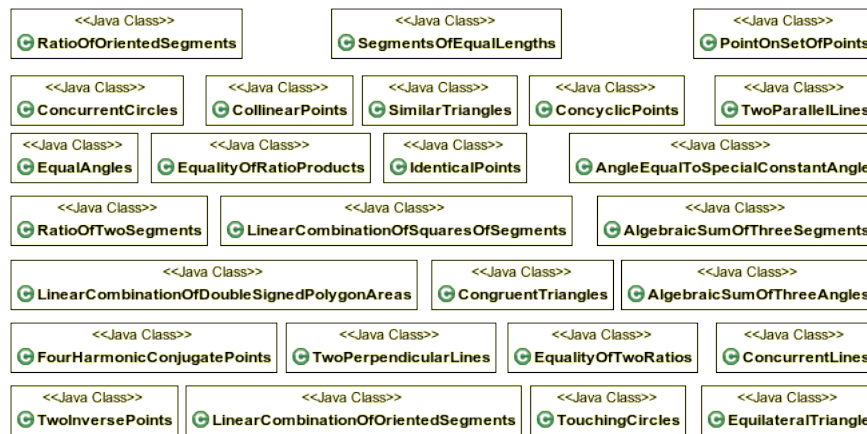 <<Java Class>> <<Java Class>> <<Java Class>>
RatioOfOrientedSegments SegmentsOfEqualLengths PointOnSetOfPoints
<<Java Class>> <<Java Class>> <<Java Class>> <<Java Class>> <<Java Class>>
ConcurrentCircles CollinearPoints SimilarTriangles ConcyclicPoints TwoParallelLines
<<Java Class>> <<Java Class>> <<Java Class>> <<Java Class>>
EqualAngles EqualityOfRatioProducts IdenticalPoints AngleEqualToSpecialConstantAngle
<<Java Class>> <<Java Class>> <<Java Class>>
RatioOfTwoSegments LinearCombinationOfSquaresOfSegments AlgebraicSumOfThreeSegments
<<Java Class>> <<Java Class>> <<Java Class>>
LinearCombinationOfDoubleSignedPolygonAreas CongruentTriangles AlgebraicSumOfThreeAngles
<<Java Class>> <<Java Class>> <<Java Class>> <<Java Class>>
FourHarmonicConjugatePoints TwoPerpendicularLines EqualityOfTwoRatios ConcurrentLines
<<Java Class>> <<Java Class>> <<Java Class>> <<Java Class>>
TwoInversePoints LinearCombinationOfOrientedSegments TouchingCircles EquilateralTriangle